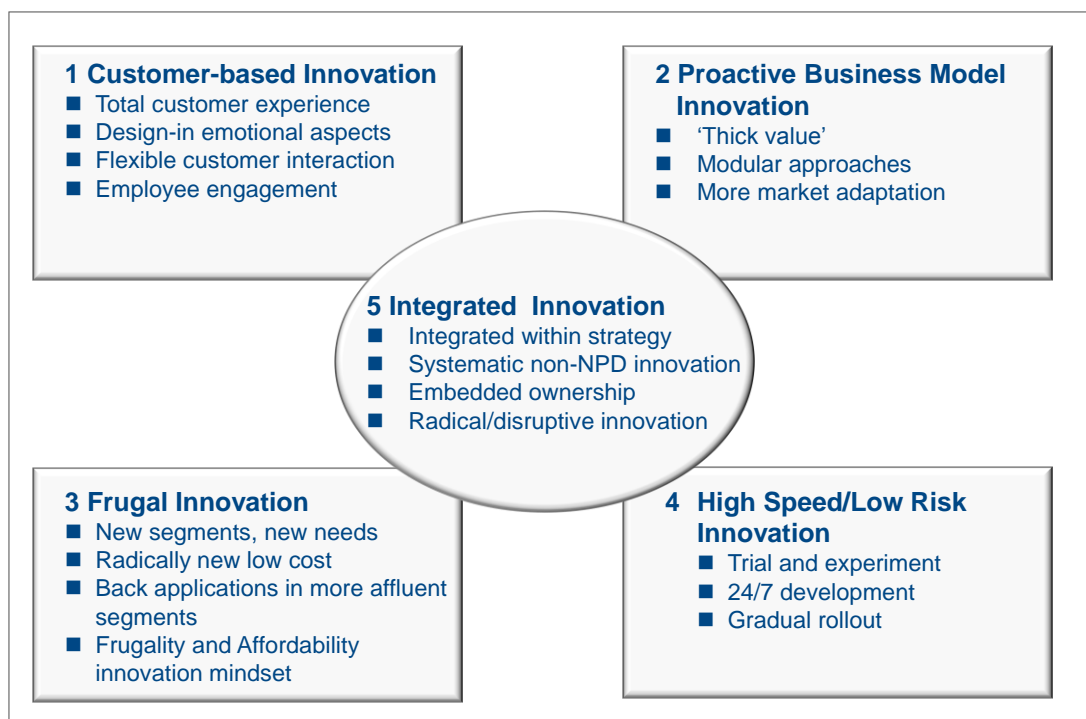 1 Customer-based Innovation
■ Total customer experience
■ Design-in emotional aspects
■ Flexible customer interaction
■ Employee engagement
2 Proactive Business Model
Innovation
■ ‘Thick value’
■ Modular approaches
■ More market adaptation
5 Integrated Innovation
■ Integrated within strategy
■ Systematic non-NPD innovation
■ Embedded ownership
■ Radical/disruptive innovation
3 Frugal Innovation
■ New segments, new needs
■ Radically new low cost
■ Back applications in more affluent
segments
■ Frugality and Affordability
innovation mindset
4 High Speed/Low Risk
Innovation
■ Trial and experiment
■ 24/7 development
■ Gradual rollout